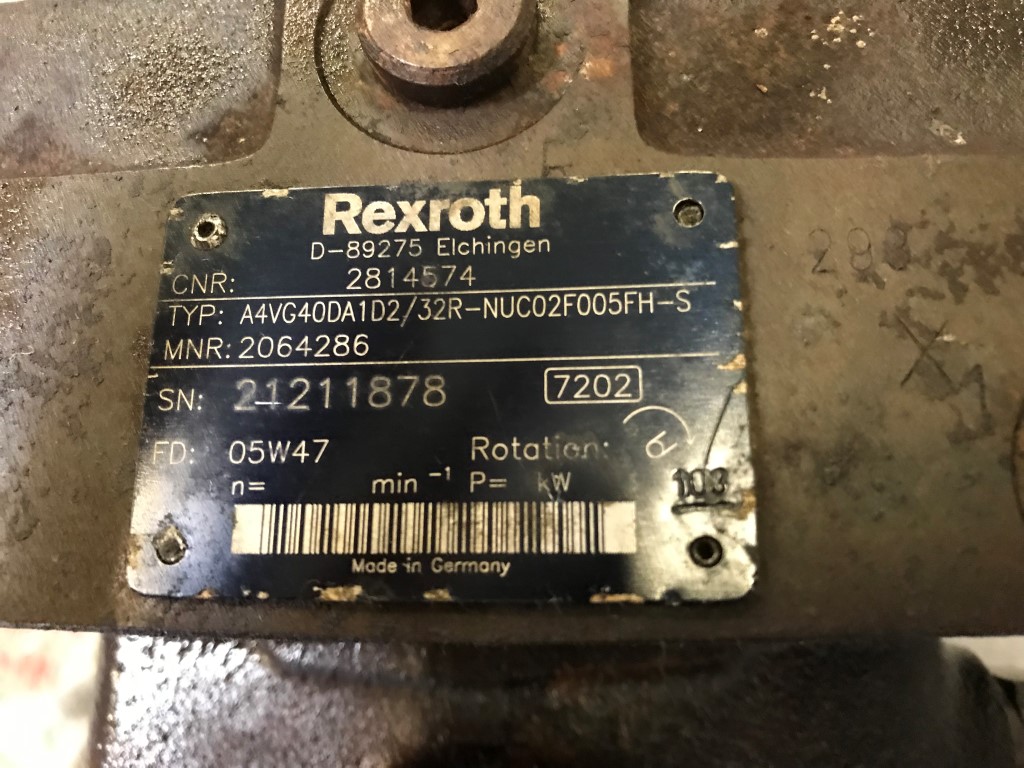 Rexroth
D-89275 Elchingen
CNR: 2814574
TYP: A4VG40DA1D2/32R-NUC02F005FH-S
MNR: 2064286
SN: 21211878 7202
FD: 05W47 Rotation: R
n= min⁻¹ P= kW
103
Made in Germany
X1